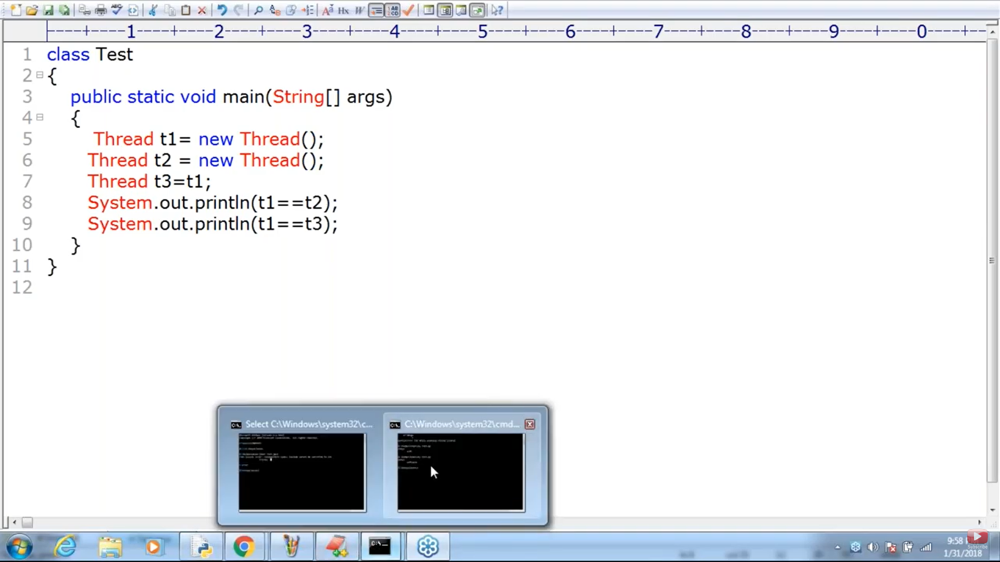 ----+----1----+----2----+----3----+----4----+----5----+----6----+----7----+----8----+----9----+----0----+--
1 class Test
2 {
3 public static void main(String[] args)
4 {
5 Thread t1= new Thread();
6 Thread t2 = new Thread();
7 Thread t3=t1;
8 System.out.println(t1==t2);
9 System.out.println(t1==t3);
10 }
11 }
12
Select C:\Windows\system32\c...
C:\Windows\system32\cmd...
9:58
1/31/2018
Subscribe